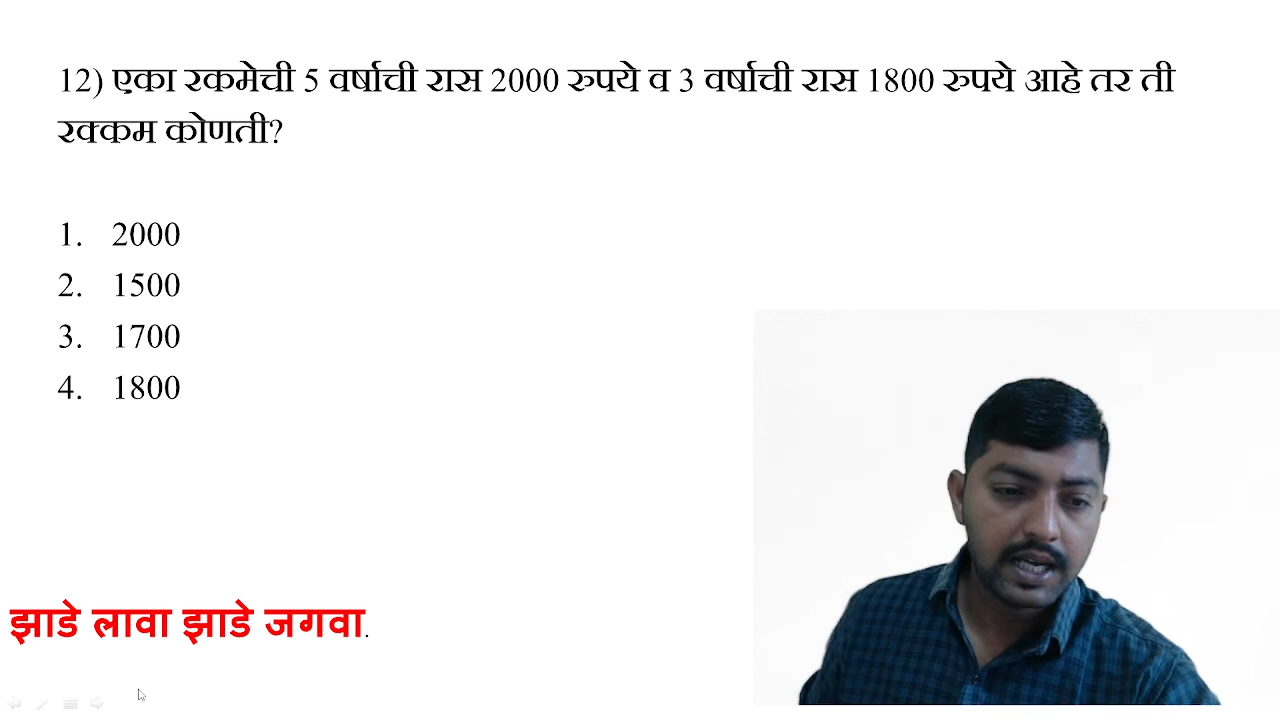 12) एका रकमेची 5 वर्षाची रास 2000 रुपये व 3 वर्षाची रास 1800 रुपये आहे तर ती
रक्कम कोणती?
1. 2000
2. 1500
3. 1700
4. 1800
झाडे लावा झाडे जगवा.